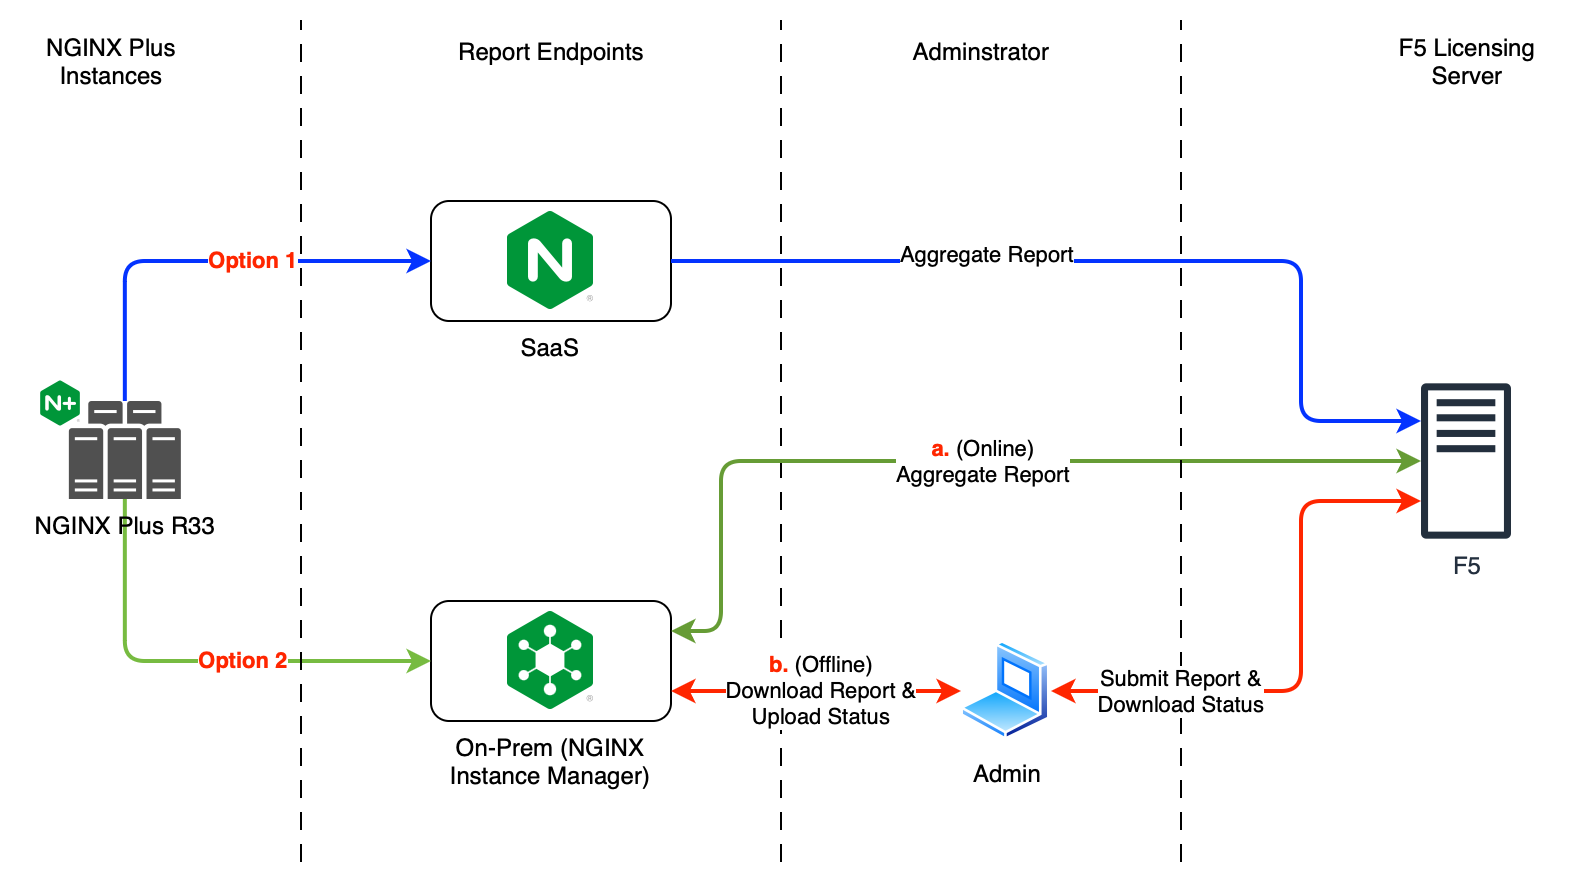 NGINX Plus
Instances
Report Endpoints
Adminstrator
F5 Licensing
Server
Option 1
N
®
SaaS
Aggregate Report
N+
NGINX Plus R33
a. (Online)
Aggregate Report
F5
Option 2
®
On-Prem (NGINX
Instance Manager)
b. (Offline)
Download Report &
Upload Status
Admin
Submit Report &
Download Status